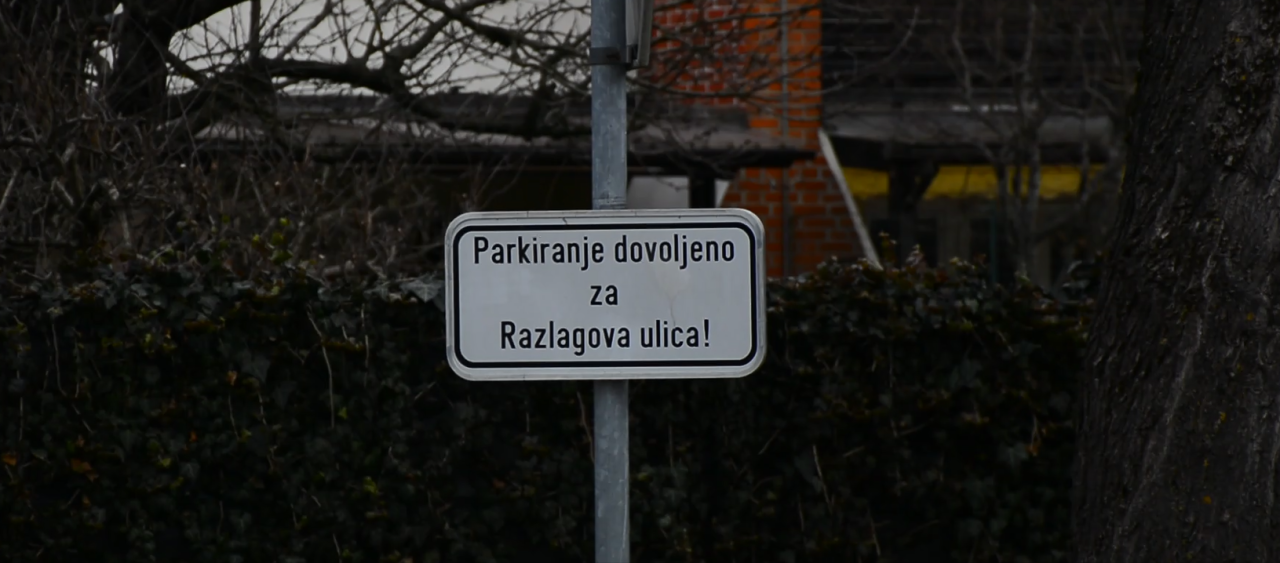 Parkiranje dovoljeno
za
Razlagova ulica!